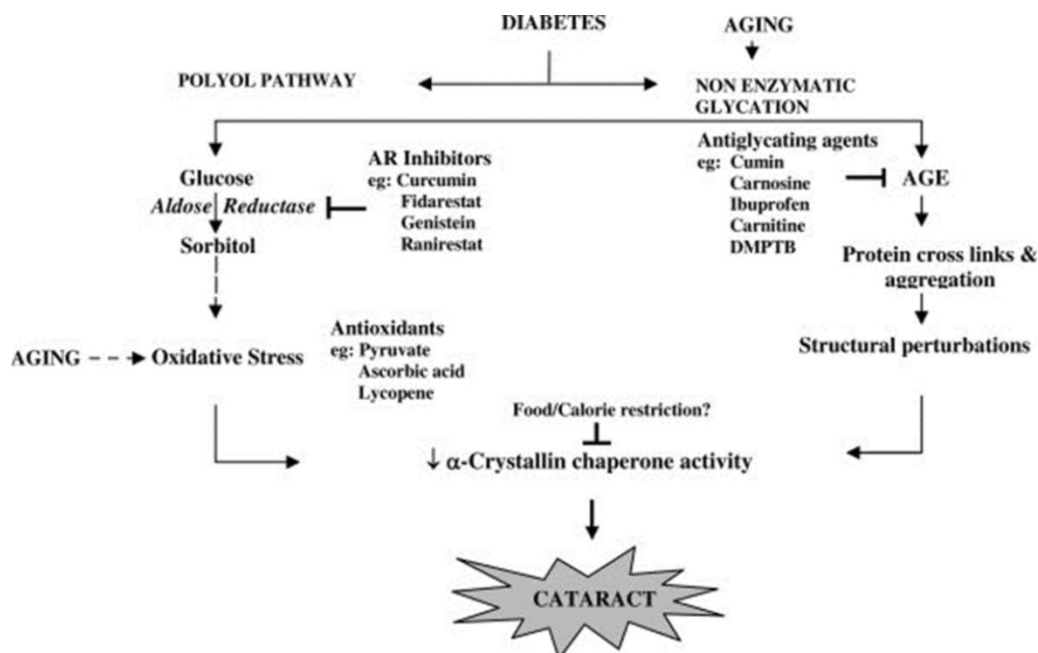 DIABETES
AGING
POLYOL PATHWAY
NON ENZYMATIC
GLYCATION
Glucose
Aldose Reductase
Sorbitol
AR Inhibitors
eg: Curcumin
Fidarestat
Genistein
Ranirestat
Antiglycating agents
eg: Cumin
Carnosine
Ibuprofen
Carnitine
DMPTB
AGE
Protein cross links &
aggregation
Structural perturbations
AGING
Oxidative Stress
Antioxidants
eg: Pyruvate
Ascorbic acid
Lycopene
Food/Calorie restriction?
↓ α-Crystallin chaperone activity
CATARACT